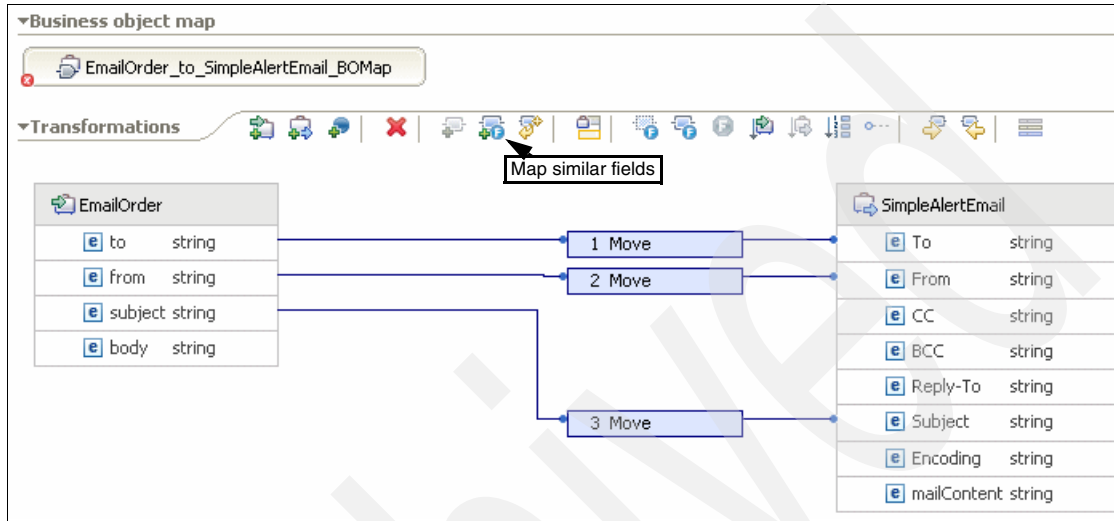 Business object map
EmailOrder_to_SimpleAlertEmail_BOMap
Transformations
Map similar fields
EmailOrder
to string
from string
subject string
body string
1 Move
2 Move
3 Move
SimpleAlertEmail
To string
From string
CC string
BCC string
Reply-To string
Subject string
Encoding string
mailContent string